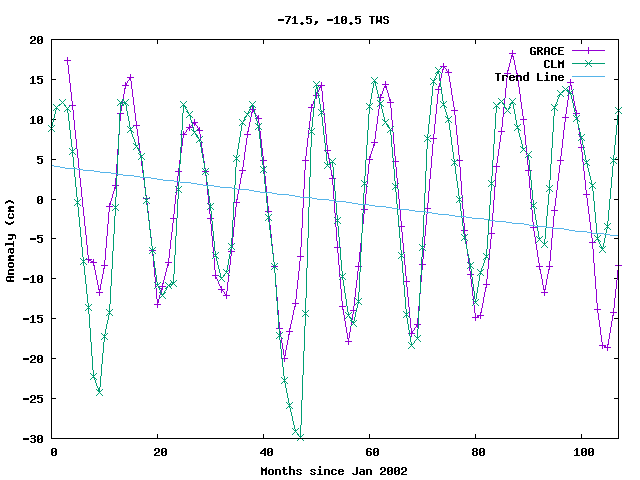 -71.5, -10.5 TWS
GRACE
CLM
Trend Line
20
15
10
5
0
-5
-10
-15
-20
-25
-30
Anomaly (cm)
0 20 40 60 80 100
Months since Jan 2002